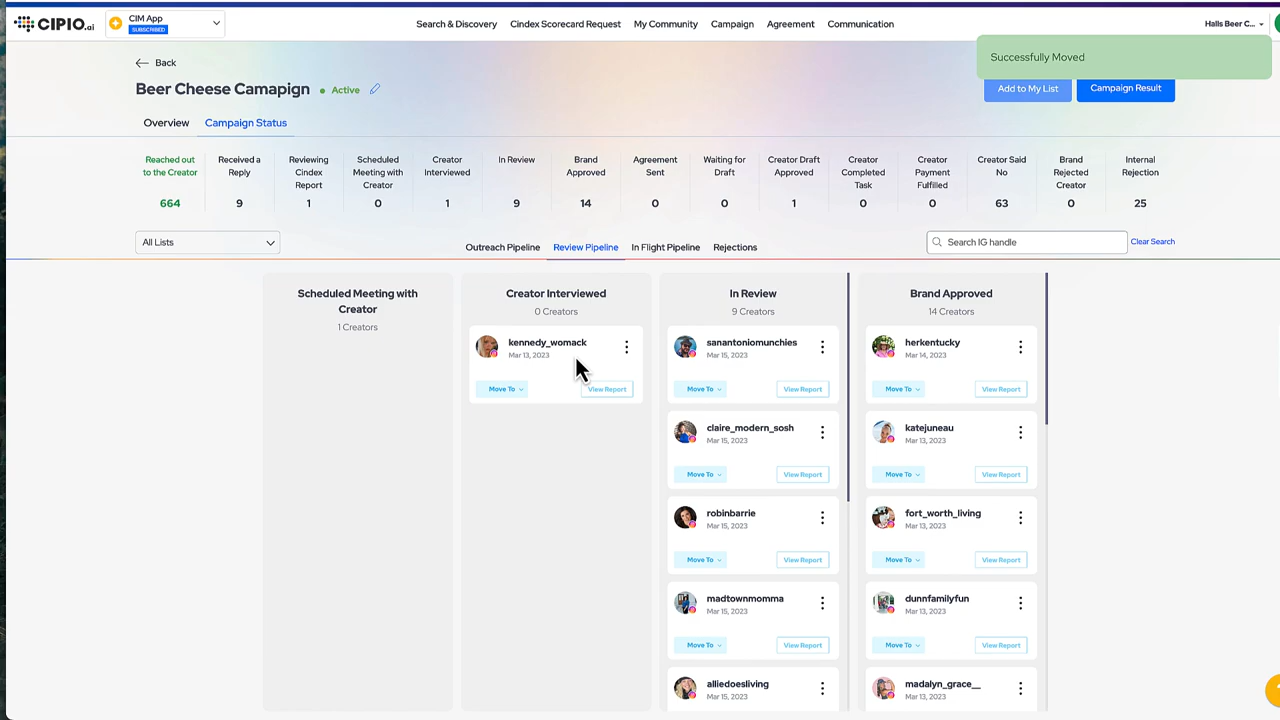 CIPIO.ai
CIM App
SUBSCRIBED
Search & Discovery
Cindex Scorecard Request
My Community
Campaign
Agreement
Communication
Halls Beer C...
Successfully Moved
Back
Beer Cheese Camapign
Active
Add to My List
Campaign Result
Overview
Campaign Status
Reached out
to the Creator
664
Received a
Reply
9
Reviewing
Cindex
Report
1
Scheduled
Meeting with
Creator
0
Creator
Interviewed
1
In Review
9
Brand
Approved
14
Agreement
Sent
0
Waiting for
Draft
0
Creator Draft
Approved
1
Creator
Completed
Task
0
Creator
Payment
Fulfilled
0
Creator Said
No
63
Brand
Rejected
Creator
0
Internal
Rejection
25
All Lists
Outreach Pipeline
Review Pipeline
In Flight Pipeline
Rejections
Search IG handle
Clear Search
Scheduled Meeting with
Creator
1 Creators
Creator Interviewed
0 Creators
kennedy_womack
Mar 13, 2023
Move To
View Report
In Review
9 Creators
sanantoniomunchies
Mar 15, 2023
Move To
View Report
claire_modern_sosh
Mar 15, 2023
Move To
View Report
robinbarrie
Mar 15, 2023
Move To
View Report
madtownmomma
Mar 15, 2023
Move To
View Report
alliedoesliving
Mar 15, 2023
Brand Approved
14 Creators
herkentucky
Mar 14, 2023
Move To
View Report
katejuneau
Mar 13, 2023
Move To
View Report
fort_worth_living
Mar 13, 2023
Move To
View Report
dunnfamilyfun
Mar 13, 2023
Move To
View Report
madalyn_grace__
Mar 13, 2023